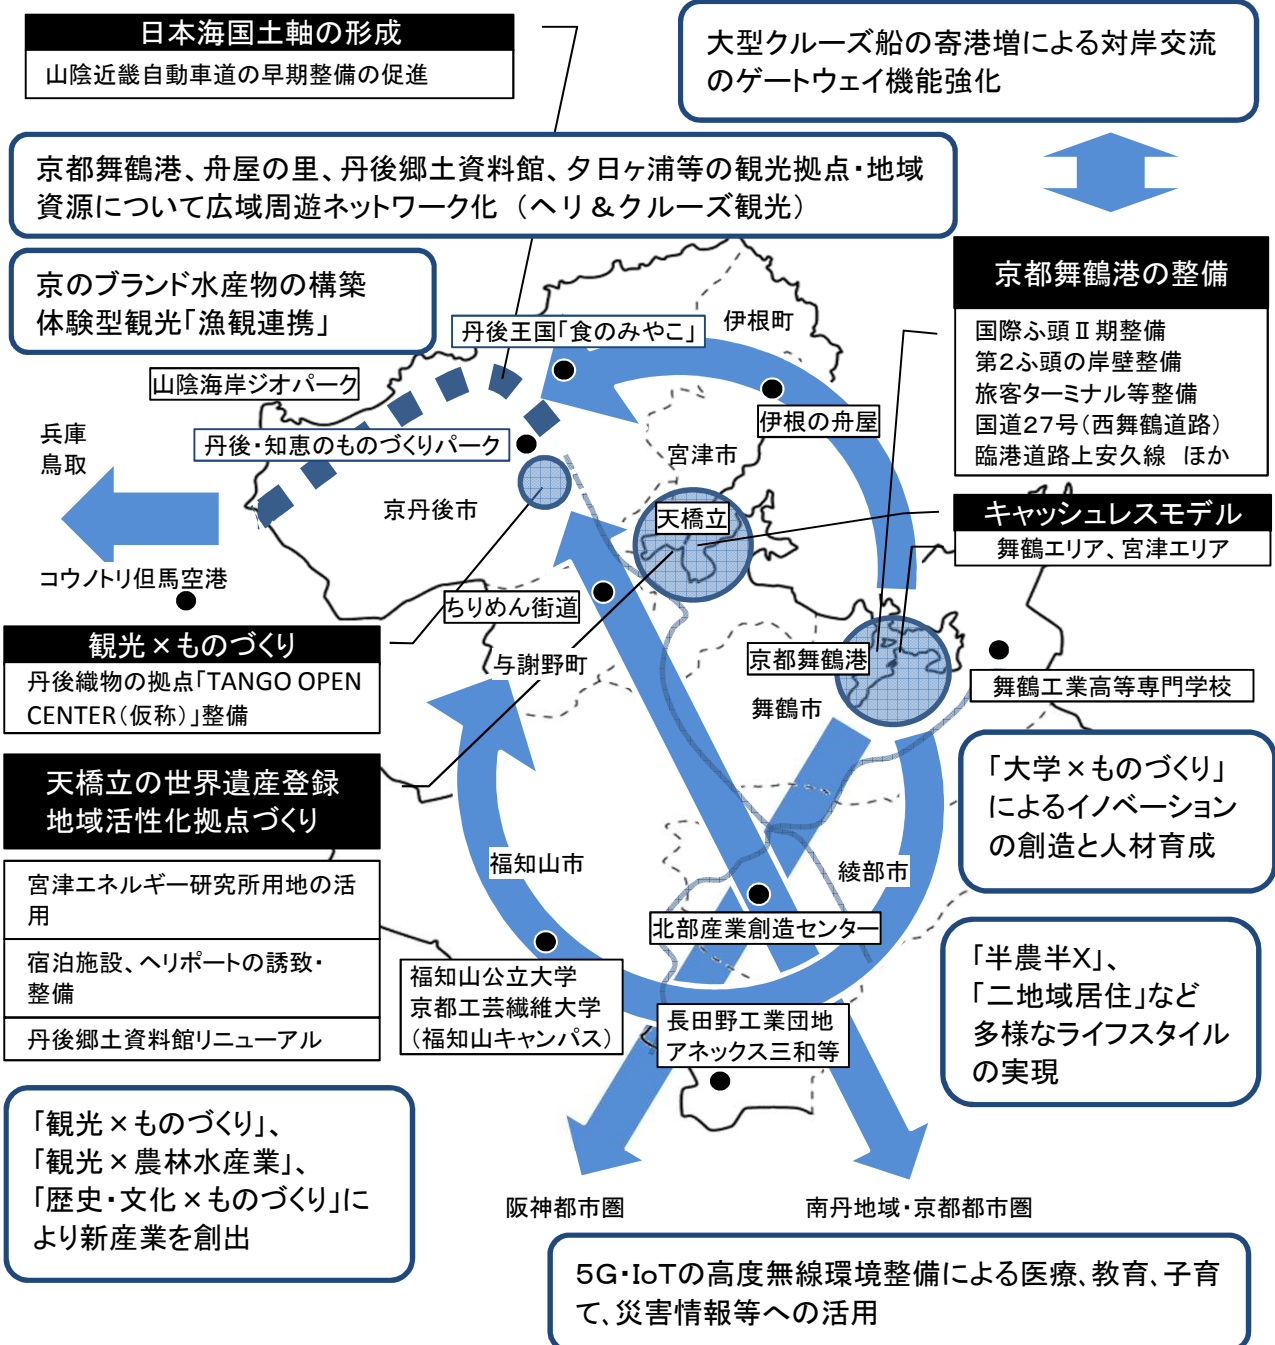 日本海国土軸の形成
山陰近畿自動車道の早期整備の促進
大型クルーズ船の寄港増による対岸交流
のゲートウェイ機能強化
京都舞鶴港、舟屋の里、丹後郷土資料館、夕日ヶ浦等の観光拠点・地域
資源について広域周遊ネットワーク化 （ヘリ＆クルーズ観光）
京のブランド水産物の構築
体験型観光「漁観連携」
京都舞鶴港の整備
国際ふ頭Ⅱ期整備
第2ふ頭の岸壁整備
旅客ターミナル等整備
国道27号（西舞鶴道路）
臨港道路上安久線 ほか
伊根町
丹後王国「食のみやこ」
山陰海岸ジオパーク
伊根の舟屋
兵庫
鳥取
丹後・知恵のものづくりパーク
宮津市
京丹後市
天橋立
キャッシュレスモデル
舞鶴エリア、宮津エリア
コウノトリ但馬空港
ちりめん街道
観光×ものづくり
丹後織物の拠点「TANGO OPEN
CENTER（仮称）」整備
与謝野町
京都舞鶴港
舞鶴市
舞鶴工業高等専門学校
天橋立の世界遺産登録
地域活性化拠点づくり
宮津エネルギー研究所用地の活
用
宿泊施設、ヘリポートの誘致・
整備
丹後郷土資料館リニューアル
「大学×ものづくり」
によるイノベーション
の創造と人材育成
福知山市
綾部市
北部産業創造センター
福知山公立大学
京都工芸繊維大学
（福知山キャンパス）
長田野工業団地
アネックス三和等
「半農半X」、
「二地域居住」など
多様なライフスタイル
の実現
「観光×ものづくり」、
「観光×農林水産業」、
「歴史・文化×ものづくり」に
より新産業を創出
阪神都市圏
南丹地域・京都都市圏
5G・IoTの高度無線環境整備による医療、教育、子育
て、災害情報等への活用